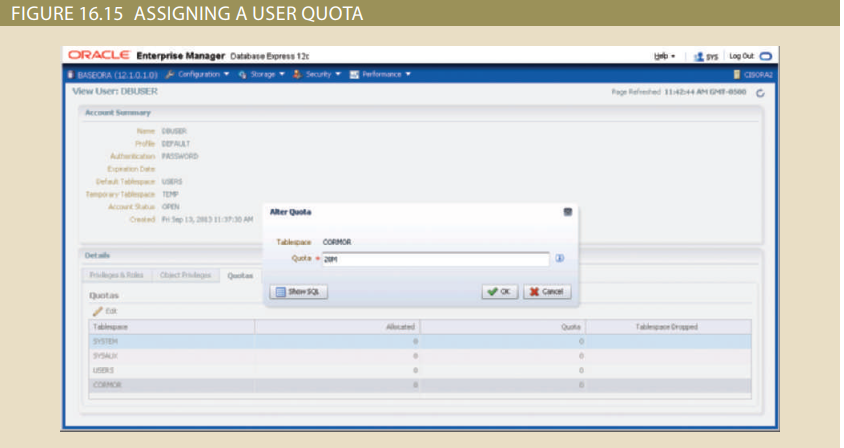 FIGURE 16.15 ASSIGNING A USER QUOTA
ORACLE Enterprise Manager Database Express 12c Help SYS Log Out
BASEORA (12.1.0.1.0) Configuration Storage Security Performance CISORA2
View User: DBUSER Page Refreshed 11:42:44 AM GMT-0500
Account Summary
Name DBUSER
Profile DEFAULT
Authentication PASSWORD
Expiration Date
Default Tablespace USERS
Temporary Tablespace TEMP
Account Status OPEN
Created Fri Sep 13, 2013 11:37:30 AM
Alter Quota
Tablespace CORMOR
Quota * 20M
Show SQL OK Cancel
Details
Privileges & Roles Object Privileges Quotas
Quotas
Edit
Tablespace Allocated Quota Tablespace Dropped
SYSTEM 0 0
SYSAUX 0 0
USERS 0 0
CORMOR 0 0